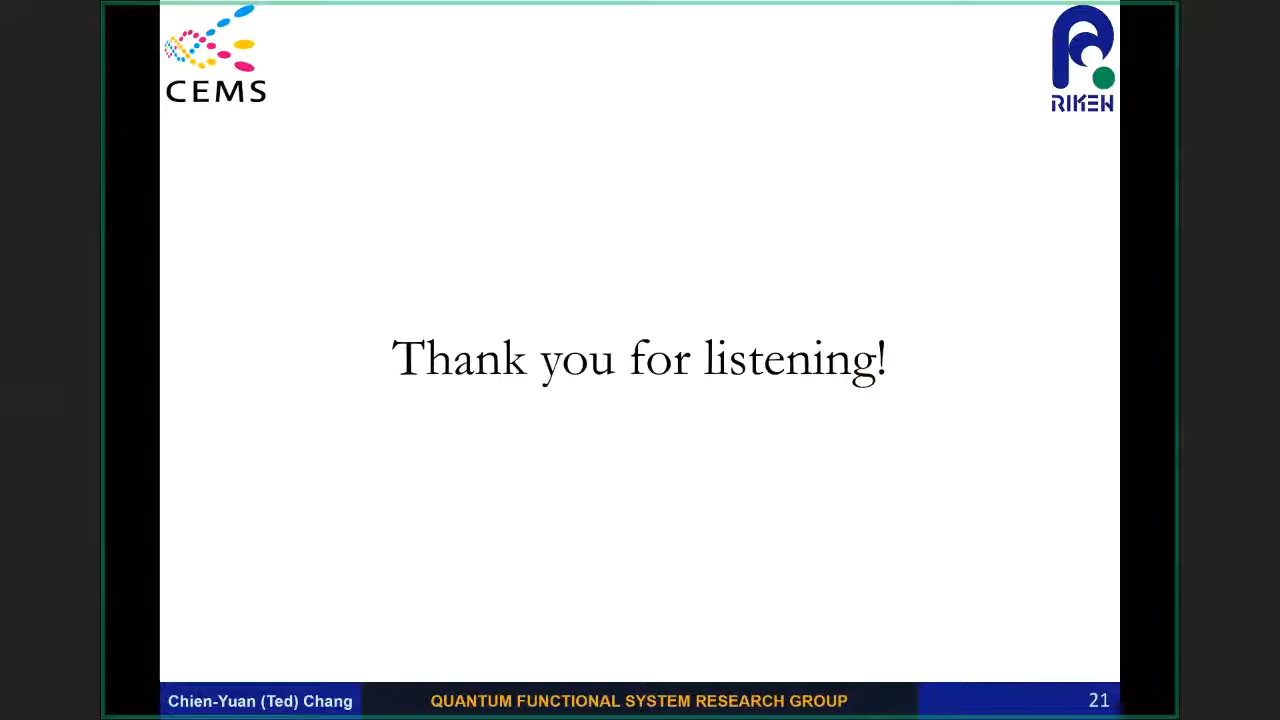 CEMS
RIKEN
Thank you for listening!
Chien-Yuan (Ted) Chang
QUANTUM FUNCTIONAL SYSTEM RESEARCH GROUP
21